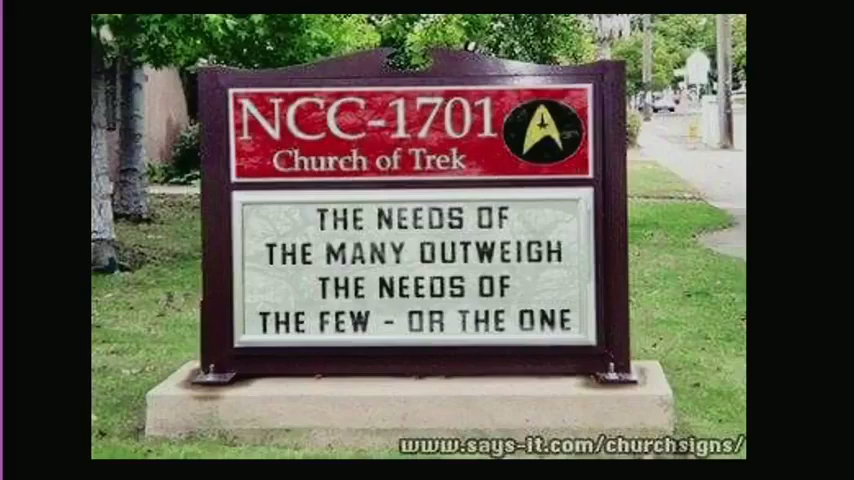 NCC-1701
Church of Trek
THE NEEDS OF
THE MANY OUTWEIGH
THE NEEDS OF
THE FEW - OR THE ONE
www.says-it.com/churchsigns/